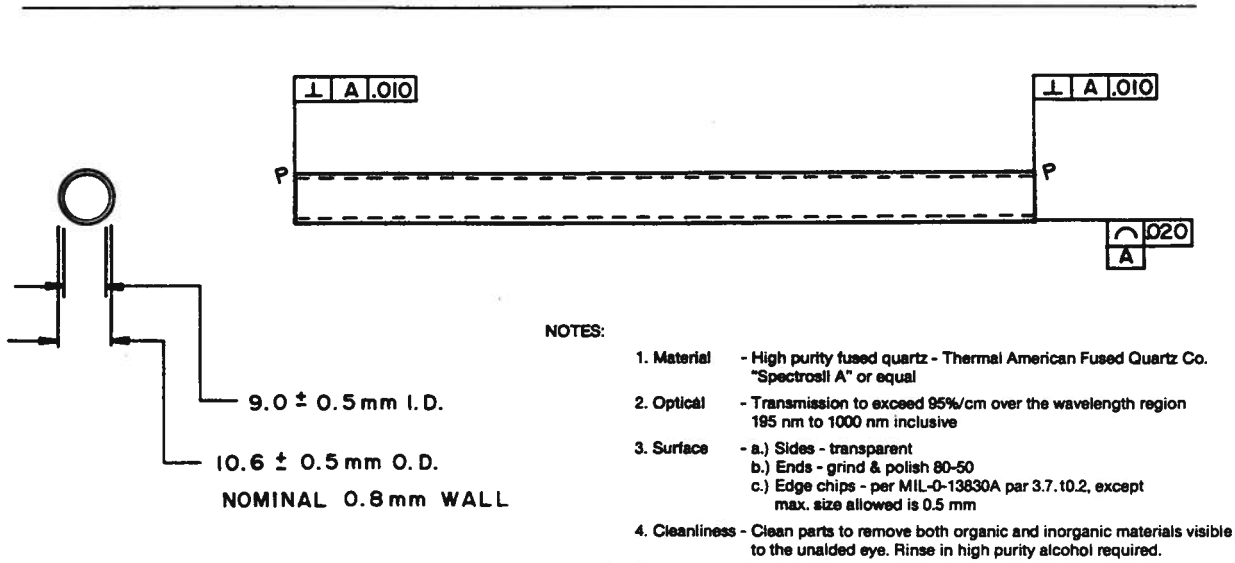 ⊥ A .010
⊥ A .010
P
P
⌒ .020
A
9.0 ± 0.5 mm I.D.
10.6 ± 0.5 mm O.D.
NOMINAL 0.8 mm WALL
NOTES:
1. Material - High purity fused quartz - Thermal American Fused Quartz Co.
"Spectrosil A" or equal
2. Optical - Transmission to exceed 95%/cm over the wavelength region
195 nm to 1000 nm inclusive
3. Surface - a.) Sides - transparent
b.) Ends - grind & polish 80-50
c.) Edge chips - per MIL-0-13830A par 3.7.10.2, except
max. size allowed is 0.5 mm
4. Cleanliness - Clean parts to remove both organic and inorganic materials visible
to the unaided eye. Rinse in high purity alcohol required.